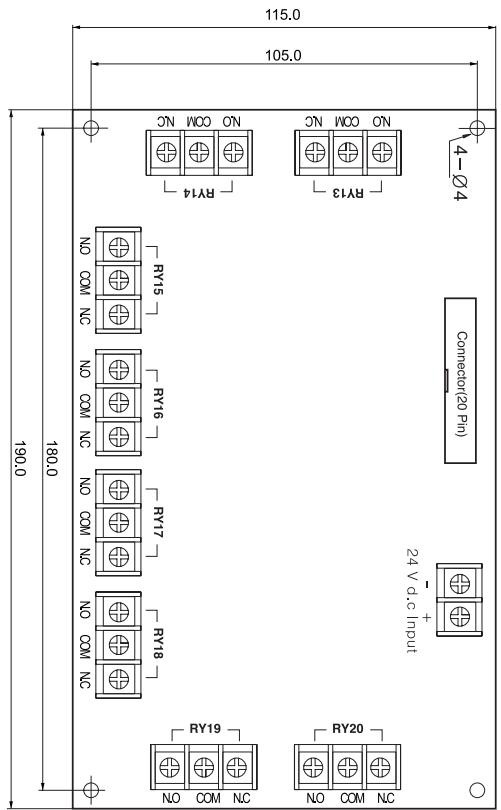 115.0
105.0
N.C COM N.O
N.C COM N.O
RY14
RY13
4-Ø4
N.O
COM
N.C
RY15
N.O
COM
N.C
RY16
Connector(20 Pin)
190.0
180.0
N.O
COM
N.C
RY17
24 V d.c Input
- +
N.O
COM
N.C
RY18
RY19
RY20
N.O COM N.C
N.O COM N.C